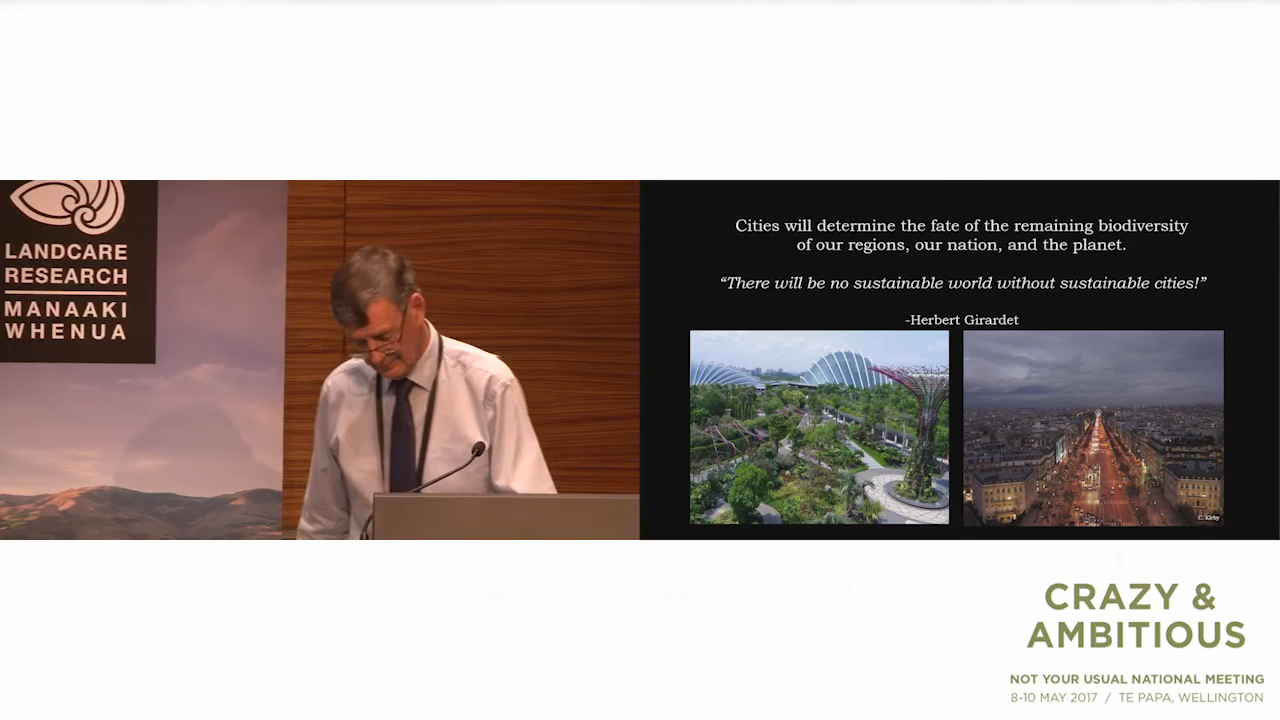 LANDCARE
RESEARCH
MANAAKI
WHENUA
Cities will determine the fate of the remaining biodiversity
of our regions, our nation, and the planet.
“There will be no sustainable world without sustainable cities!”
-Herbert Girardet
C. Kirby
CRAZY &
AMBITIOUS
NOT YOUR USUAL NATIONAL MEETING
8-10 MAY 2017 / TE PAPA, WELLINGTON